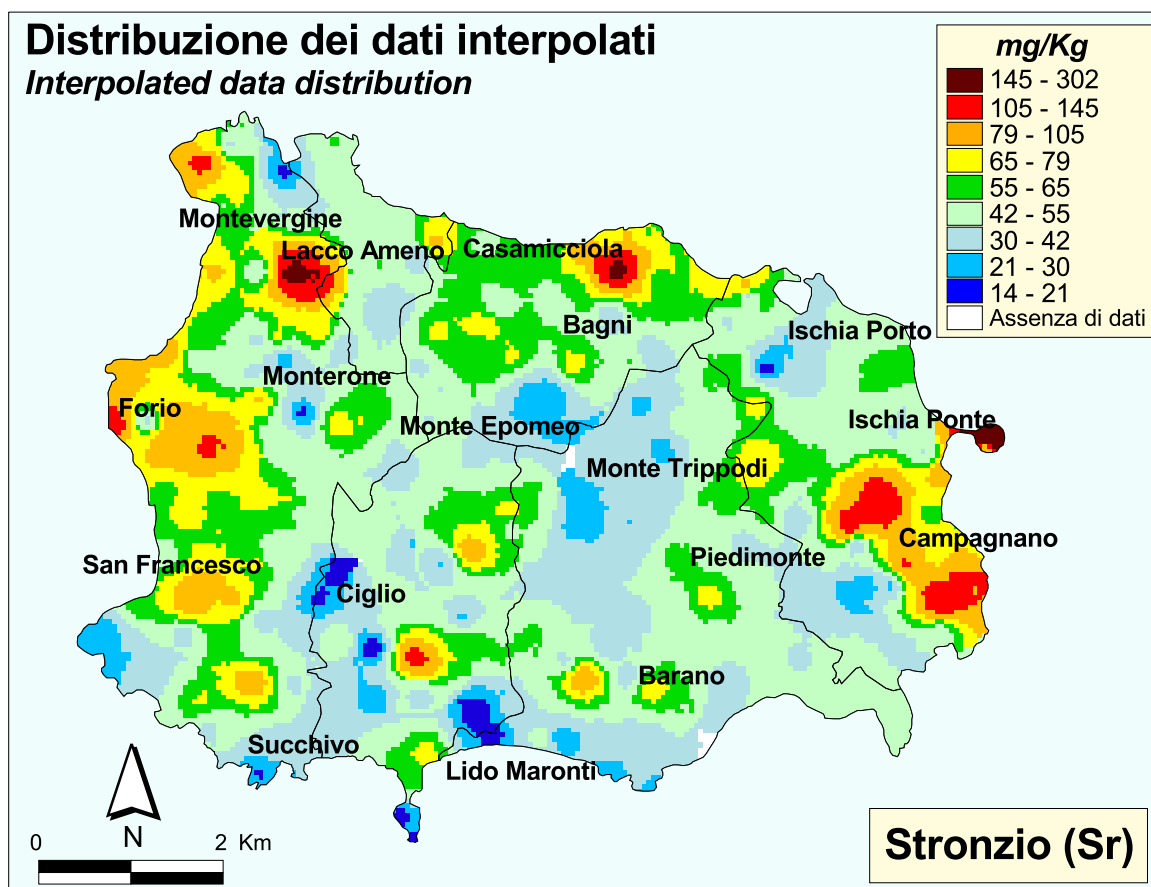 Distribuzione dei dati interpolati
Interpolated data distribution
mg/Kg
145 - 302
105 - 145
79 - 105
65 - 79
55 - 65
42 - 55
30 - 42
21 - 30
14 - 21
Assenza di dati
Montevergine
Lacco Ameno
Casamicciola
Bagni
Ischia Porto
Monterone
Forio
Monte Epomeo
Ischia Ponte
Monte Trippodi
Campagnano
San Francesco
Piedimonte
Ciglio
Barano
Succhivo
Lido Maronti
N
0 2 Km
Stronzio (Sr)